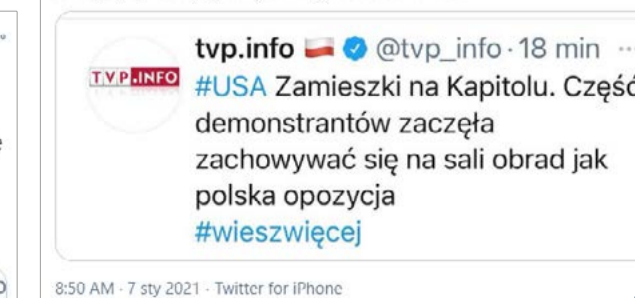 tvp.info 🇵🇱 @tvp_info · 18 min ...
TVP.INFO
#USA Zamieszki na Kapitolu. Część
demonstrantów zaczęła
zachowywać się na sali obrad jak
polska opozycja
#wieszwięcej
8:50 AM · 7 sty 2021 · Twitter for iPhone